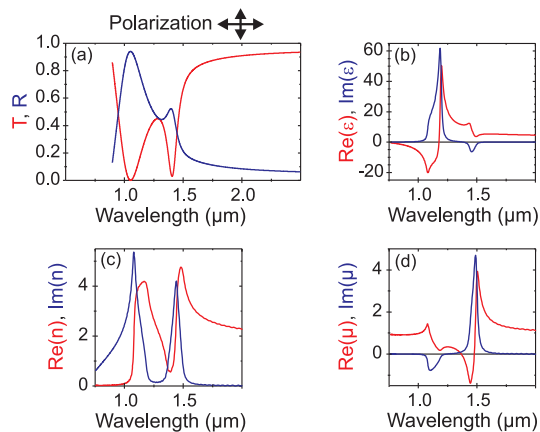 Polarization
(a)
T, R
1.0
0.8
0.6
0.4
0.2
0.0
1.0
1.5
2.0
Wavelength (μm)
(b)
Re(ε), Im(ε)
60
40
20
0
-20
1.0
1.5
Wavelength (μm)
(c)
Re(n), Im(n)
4
2
0
1.0
1.5
Wavelength (μm)
(d)
Re(μ), Im(μ)
4
2
0
1.0
1.5
Wavelength (μm)